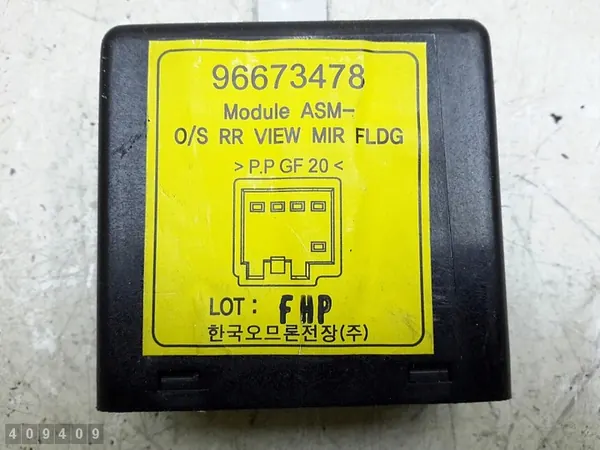 96673478
Module ASM-
O/S RR VIEW MIR FLDG
> P.P GF 20 <
LOT : FHP
한국오므론전장(주)
409409